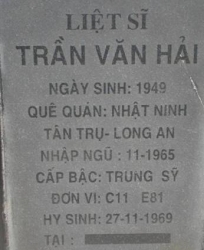 LIỆT SĨ
TRẦN VĂN HẢI
NGÀY SINH: 1949
QUÊ QUÁN: NHẬT NINH
TÂN TRỤ- LONG AN
NHẬP NGŨ : 11-1965
CẤP BẬC: TRUNG SỸ
ĐƠN VỊ: C11 E81
HY SINH: 27-11-1969
TẠI :